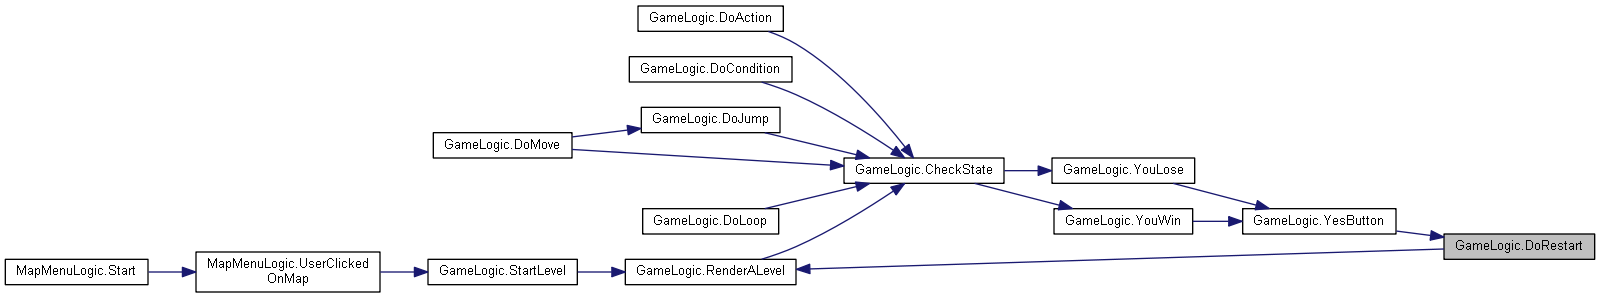 GameLogic.DoAction
GameLogic.DoCondition
GameLogic.DoJump
GameLogic.DoMove
GameLogic.CheckState
GameLogic.YouLose
GameLogic.DoLoop
GameLogic.YouWin
GameLogic.YesButton
GameLogic.DoRestart
MapMenuLogic.Start
MapMenuLogic.UserClicked
OnMap
GameLogic.StartLevel
GameLogic.RenderALevel